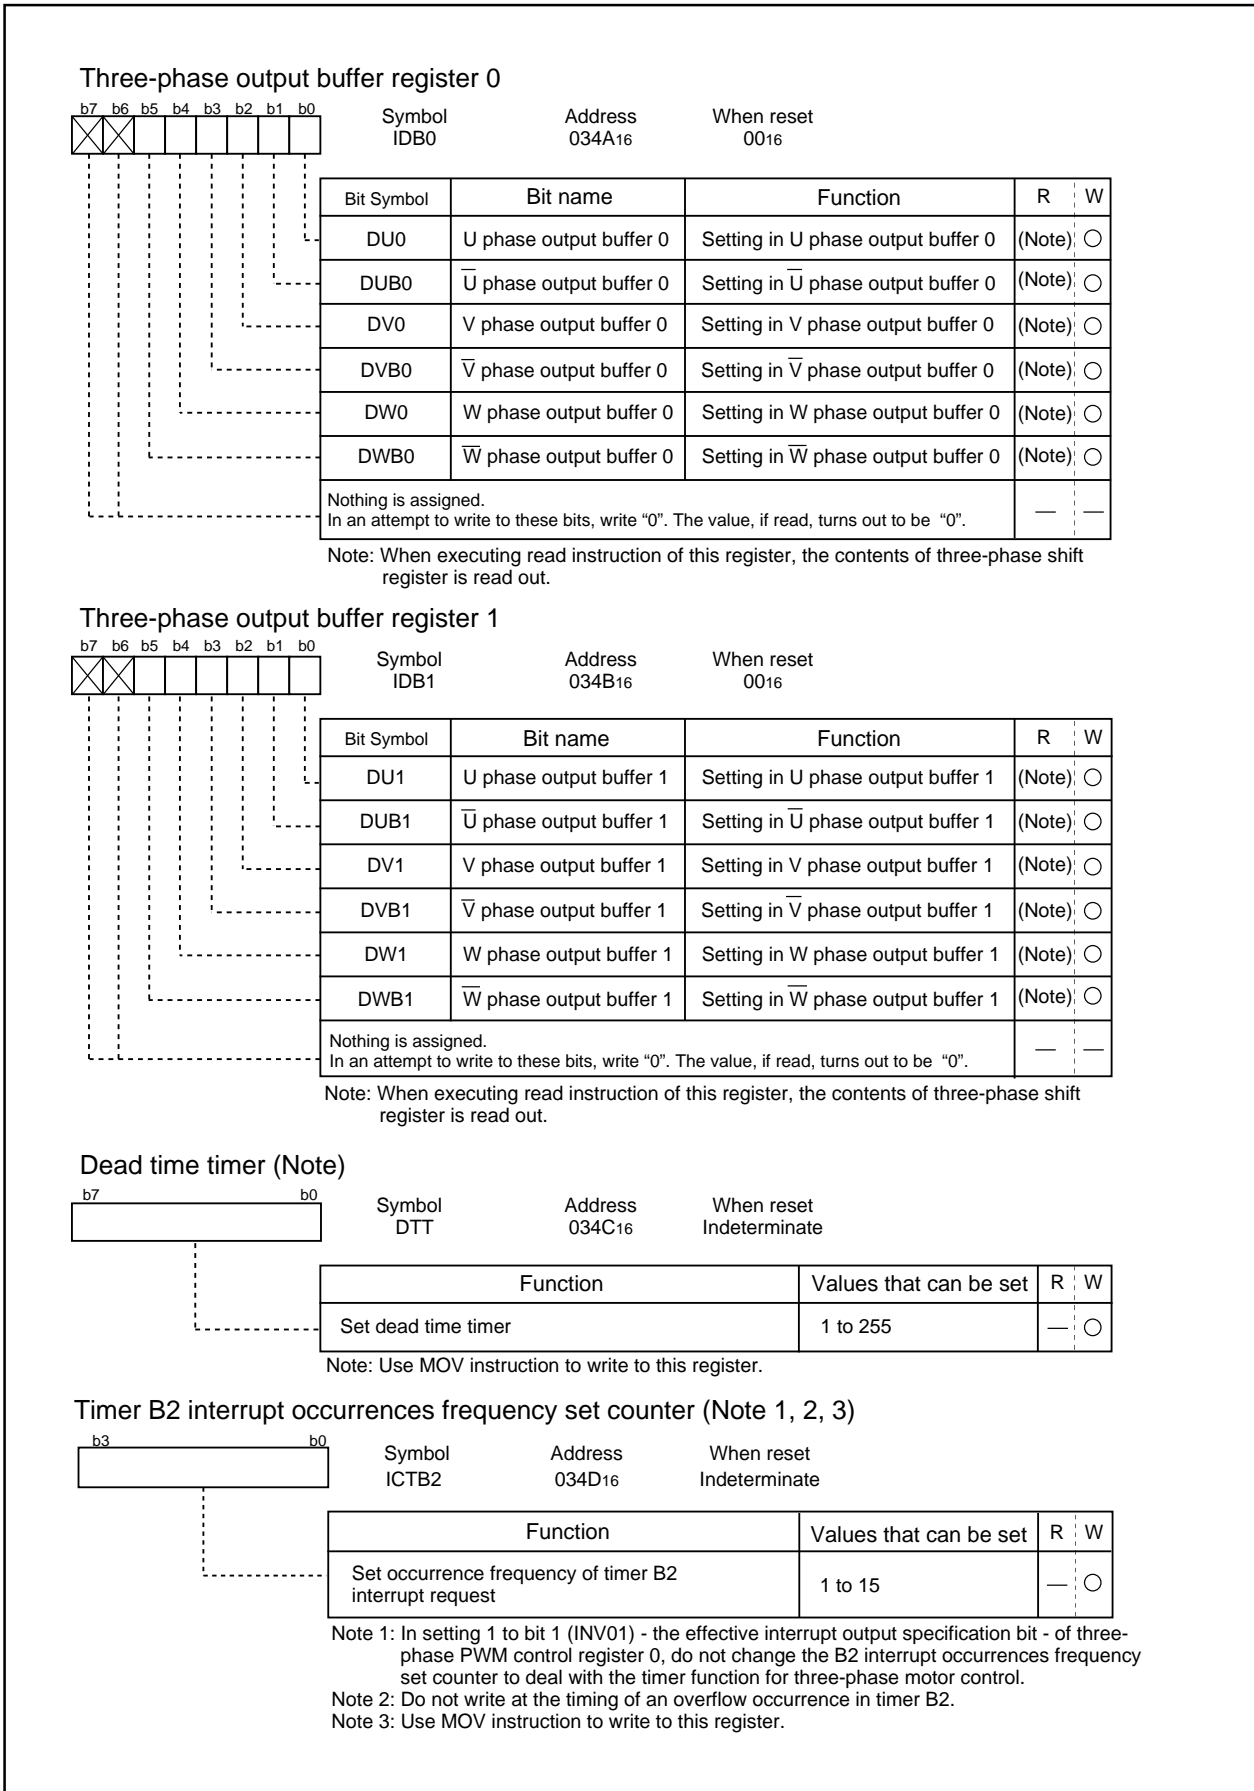 Three-phase output buffer register 0
b7 b6 b5 b4 b3 b2 b1 b0
Symbol Address When reset
IDB0 034A16 0016
Bit Symbol Bit name Function R W
DU0 U phase output buffer 0 Setting in U phase output buffer 0 (Note) ○
DUB0 U̅ phase output buffer 0 Setting in U̅ phase output buffer 0 (Note) ○
DV0 V phase output buffer 0 Setting in V phase output buffer 0 (Note) ○
DVB0 V̅ phase output buffer 0 Setting in V̅ phase output buffer 0 (Note) ○
DW0 W phase output buffer 0 Setting in W phase output buffer 0 (Note) ○
DWB0 W̅ phase output buffer 0 Setting in W̅ phase output buffer 0 (Note) ○
Nothing is assigned.
In an attempt to write to these bits, write “0”. The value, if read, turns out to be “0”. — —
Note: When executing read instruction of this register, the contents of three-phase shift
register is read out.
Three-phase output buffer register 1
b7 b6 b5 b4 b3 b2 b1 b0
Symbol Address When reset
IDB1 034B16 0016
Bit Symbol Bit name Function R W
DU1 U phase output buffer 1 Setting in U phase output buffer 1 (Note) ○
DUB1 U̅ phase output buffer 1 Setting in U̅ phase output buffer 1 (Note) ○
DV1 V phase output buffer 1 Setting in V phase output buffer 1 (Note) ○
DVB1 V̅ phase output buffer 1 Setting in V̅ phase output buffer 1 (Note) ○
DW1 W phase output buffer 1 Setting in W phase output buffer 1 (Note) ○
DWB1 W̅ phase output buffer 1 Setting in W̅ phase output buffer 1 (Note) ○
Nothing is assigned.
In an attempt to write to these bits, write “0”. The value, if read, turns out to be “0”. — —
Note: When executing read instruction of this register, the contents of three-phase shift
register is read out.
Dead time timer (Note)
b7 b0
Symbol Address When reset
DTT 034C16 Indeterminate
Function Values that can be set R W
Set dead time timer 1 to 255 — ○
Note: Use MOV instruction to write to this register.
Timer B2 interrupt occurrences frequency set counter (Note 1, 2, 3)
b3 b0
Symbol Address When reset
ICTB2 034D16 Indeterminate
Function Values that can be set R W
Set occurrence frequency of timer B2
interrupt request 1 to 15 — ○
Note 1: In setting 1 to bit 1 (INV01) - the effective interrupt output specification bit - of three-
phase PWM control register 0, do not change the B2 interrupt occurrences frequency
set counter to deal with the timer function for three-phase motor control.
Note 2: Do not write at the timing of an overflow occurrence in timer B2.
Note 3: Use MOV instruction to write to this register.